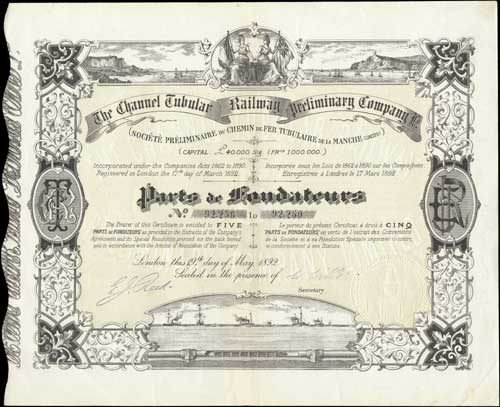 The Channel Tubular Railway Preliminary Company Ld.
(SOCIÉTÉ PRÉLIMINAIRE DU CHEMIN DE FER TUBULAIRE DE LA MANCHE (LIMITED))
(CAPITAL £40.000 Stg (FRCS 1000.000.)
Incorporated under the Companies Acts 1862 to 1890.
Registered in London the 17th day of March 1892.
Incorporée sous les Lois de 1862 à 1890 sur les Compagnies.
Enregistrée à Londres le 17 Mars 1892
Parts de Fondateurs
No 92,256 to 92,260
The Bearer of this Certificate is entitled to FIVE
PARTS de FONDATEURS as provided in the Extracts of the Company's
Agreements and its Special Resolution printed on the back hereof
and in accordance with the Articles of Association of the Company.
Le porteur du présent Certificat a droit à CINQ
PARTS de FONDATEURS en vertu de l'extrait des Conventions
de la Société et sa Résolution Spéciale imprimés ci-contre
et conformément à ses Statuts.
London this 19th day of May 1892.
Sealed in the presence of
E J Reed
Secretary